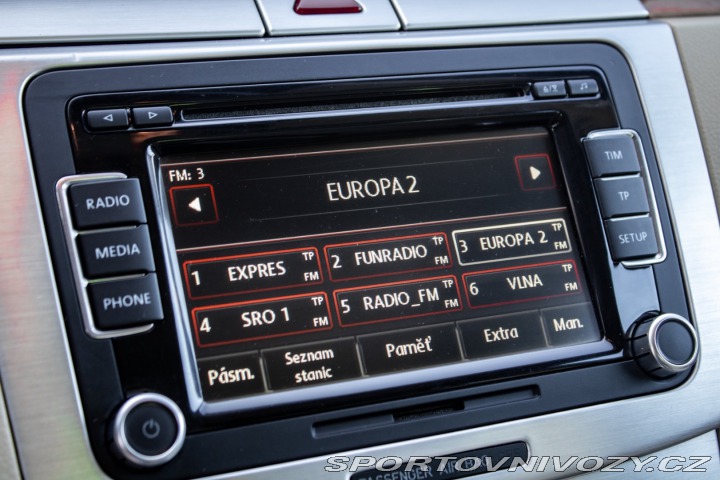 FM: 3
EUROPA 2
1 EXPRES TP FM
2 FUNRADIO TP FM
3 EUROPA 2 TP FM
4 SRO 1 TP FM
5 RADIO_FM TP FM
6 VLNA TP FM
Pásm.
Seznam
stanic
Paměť
Extra
Man.
RADIO
MEDIA
PHONE
TIM
TP
SETUP
PASSENGER AIRBAG
SPORTOVNIVOZY.CZ